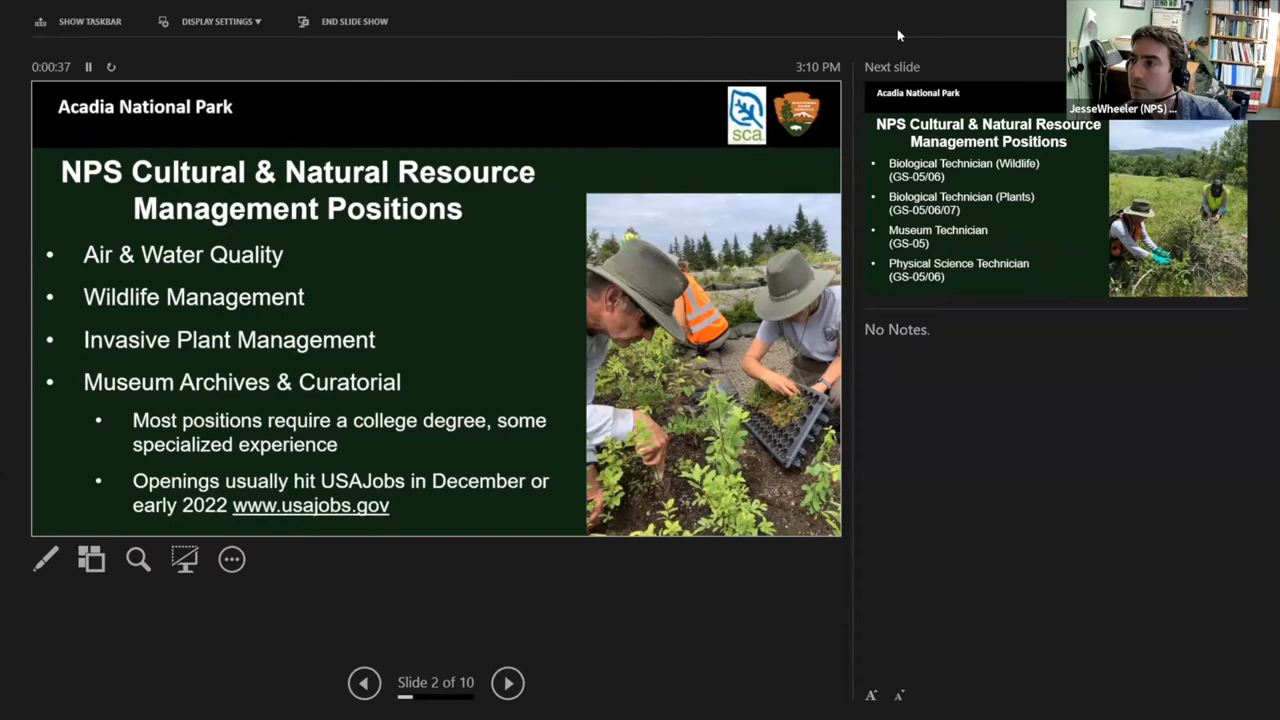 SHOW TASKBAR
DISPLAY SETTINGS ▼
END SLIDE SHOW
0:00:37
3:10 PM
Acadia National Park
sca
NPS Cultural & Natural Resource
Management Positions
• Air & Water Quality
• Wildlife Management
• Invasive Plant Management
• Museum Archives & Curatorial
• Most positions require a college degree, some
specialized experience
• Openings usually hit USAJobs in December or
early 2022 www.usajobs.gov
Slide 2 of 10
Next slide
Acadia National Park
NPS Cultural & Natural Resource
Management Positions
• Biological Technician (Wildlife)
(GS-05/06)
• Biological Technician (Plants)
(GS-05/06/07)
• Museum Technician
(GS-05)
• Physical Science Technician
(GS-05/06)
No Notes.
JesseWheeler (NPS) ...
A
A